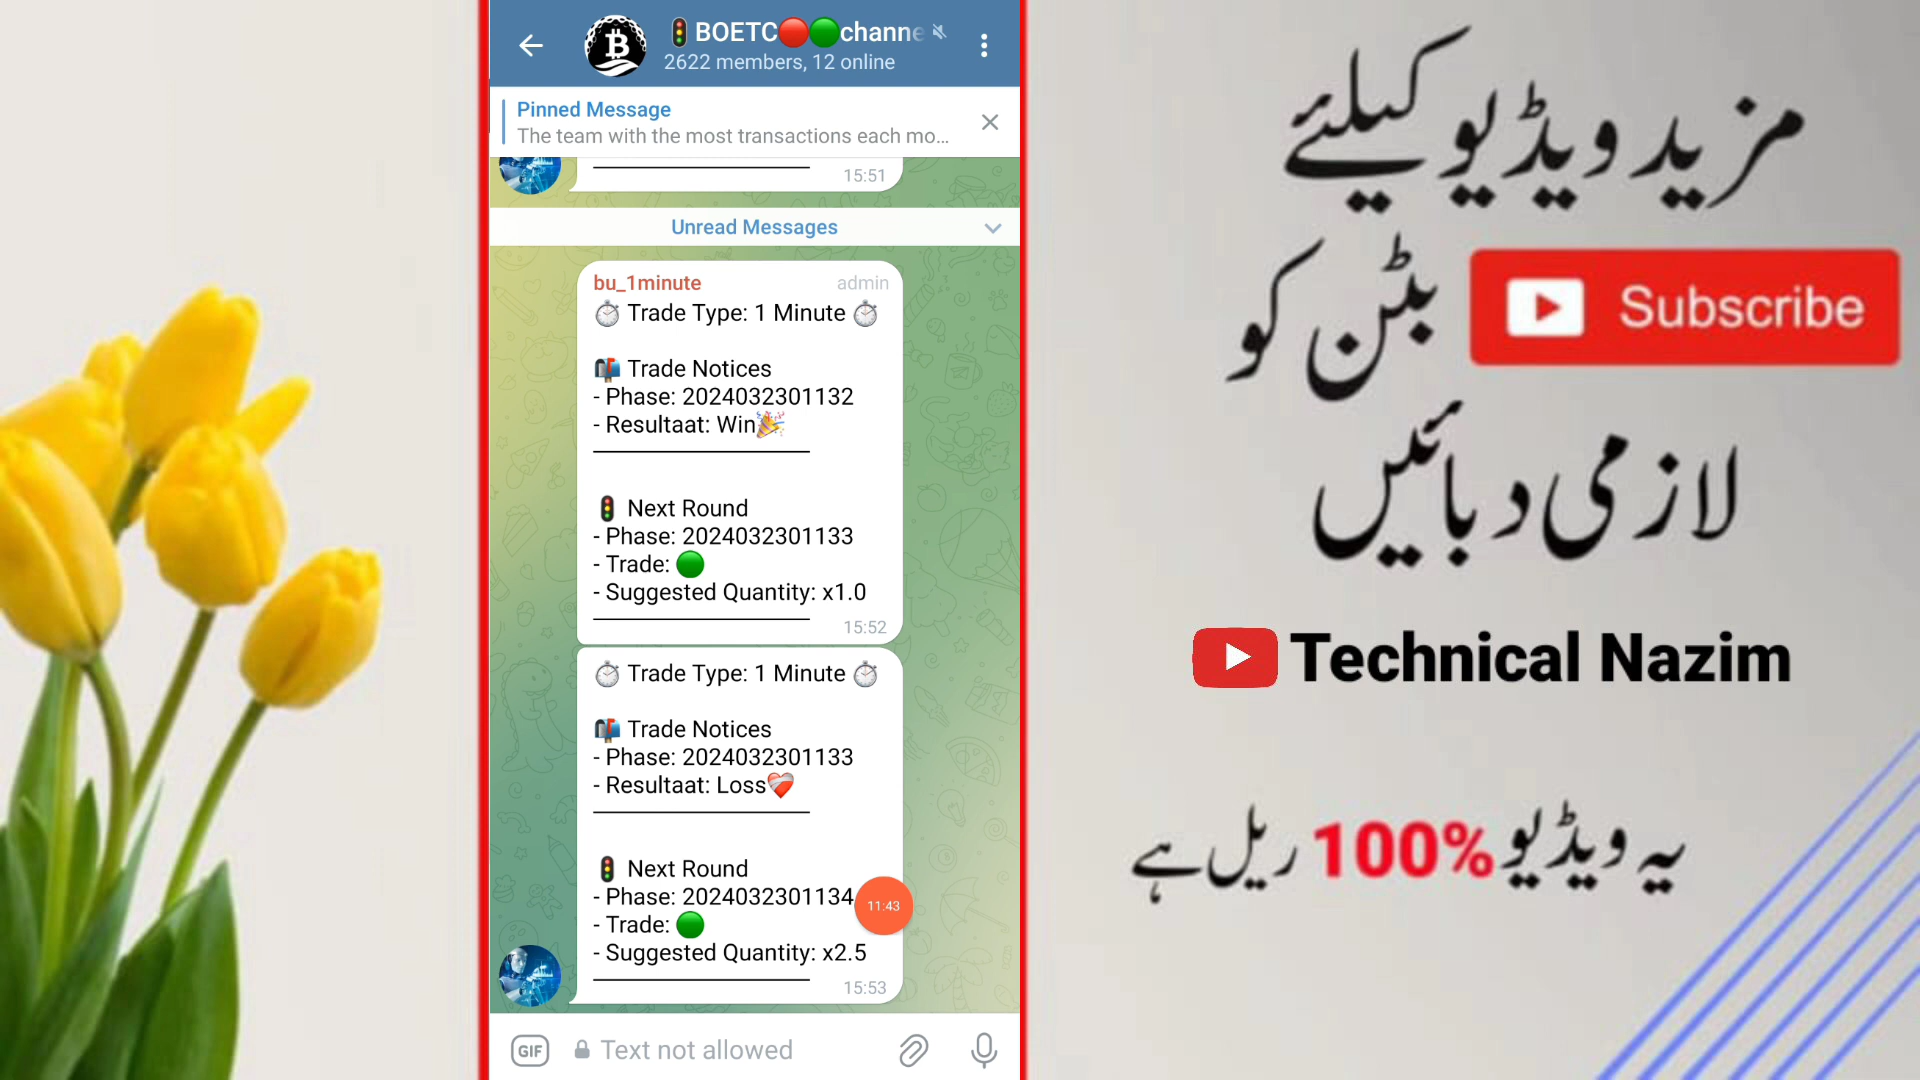 🚦BOETC🔴🟢channe
2622 members, 12 online
Pinned Message
The team with the most transactions each mo...
15:51
Unread Messages
bu_1minute admin
⏱ Trade Type: 1 Minute ⏱
📬 Trade Notices
- Phase: 2024032301132
- Resultaat: Win🎉
🚦 Next Round
- Phase: 2024032301133
- Trade: 🟢
- Suggested Quantity: x1.0
15:52
⏱ Trade Type: 1 Minute ⏱
📬 Trade Notices
- Phase: 2024032301133
- Resultaat: Loss❤️‍🩹
🚦 Next Round
- Phase: 2024032301134
11:43
- Trade: 🟢
- Suggested Quantity: x2.5
15:53
GIF
Text not allowed
مزید ویڈیو کیلئے
بٹن کو
Subscribe
لازمی دبائیں
Technical Nazim
یہ ویڈیو 100% ریل ہے